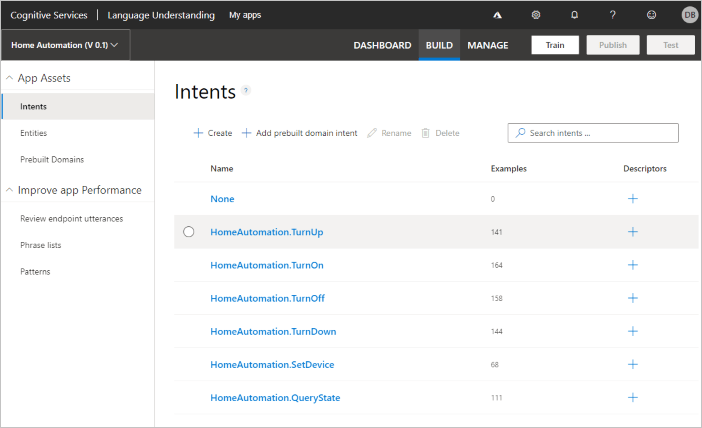 Cognitive Services | Language Understanding My apps ? DB
Home Automation (V 0.1) DASHBOARD BUILD MANAGE Train Publish Test
App Assets
Intents
Entities
Prebuilt Domains
Improve app Performance
Review endpoint utterances
Phrase lists
Patterns
Intents ?
+ Create + Add prebuilt domain intent Rename Delete Search intents ...
Name Examples Descriptors
None 0 +
HomeAutomation.TurnUp 141 +
HomeAutomation.TurnOn 164 +
HomeAutomation.TurnOff 158 +
HomeAutomation.TurnDown 144 +
HomeAutomation.SetDevice 68 +
HomeAutomation.QueryState 111 +